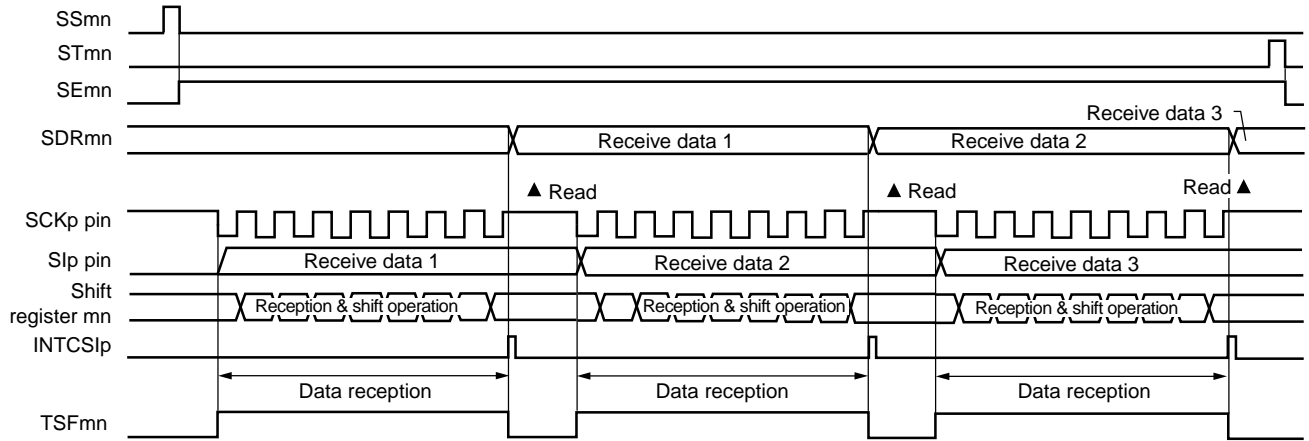 SSmn
STmn
SEmn
Receive data 3
SDRmn
Receive data 1
Receive data 2
▲ Read
▲ Read
Read ▲
SCKp pin
SIp pin
Receive data 1
Receive data 2
Receive data 3
Shift
register mn
Reception & shift operation
Reception & shift operation
Reception & shift operation
INTCSIp
Data reception
Data reception
Data reception
TSFmn